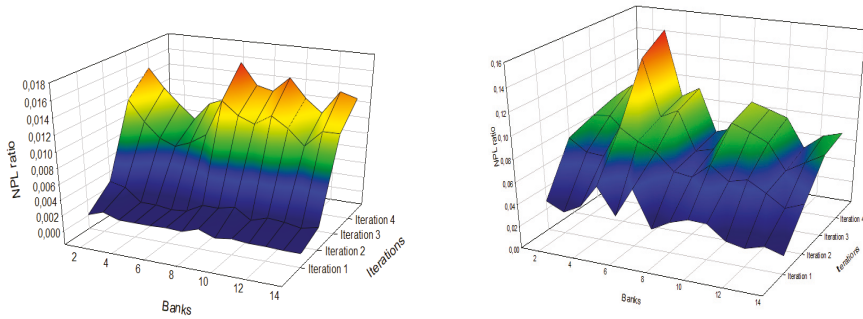 0,018
0,016
0,014
0,012
0,010
0,008
0,006
0,004
0,002
0,000
NPL ratio
2
4
6
8
10
12
14
Banks
Iteration 1
Iteration 2
Iteration 3
Iteration 4
Iterations
0,16
0,14
0,12
0,10
0,08
0,06
0,04
0,02
0,00
NPL ratio
2
4
6
8
10
12
14
Banks
Iteration 1
Iteration 2
Iteration 3
Iteration 4
Iterations